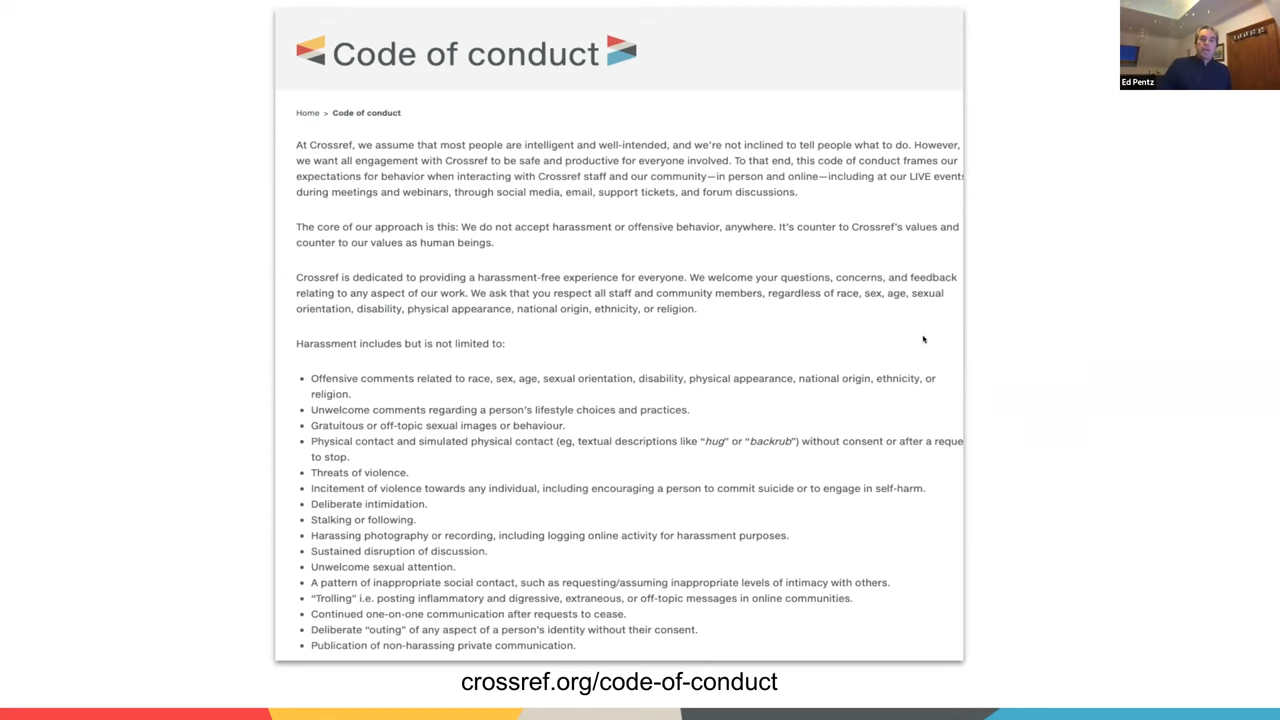 Code of conduct
Ed Pentz
Home > Code of conduct
At Crossref, we assume that most people are intelligent and well-intended, and we're not inclined to tell people what to do. However,
we want all engagement with Crossref to be safe and productive for everyone involved. To that end, this code of conduct frames our
expectations for behavior when interacting with Crossref staff and our community—in person and online—including at our LIVE events
during meetings and webinars, through social media, email, support tickets, and forum discussions.
The core of our approach is this: We do not accept harassment or offensive behavior, anywhere. It's counter to Crossref's values and
counter to our values as human beings.
Crossref is dedicated to providing a harassment-free experience for everyone. We welcome your questions, concerns, and feedback
relating to any aspect of our work. We ask that you respect all staff and community members, regardless of race, sex, age, sexual
orientation, disability, physical appearance, national origin, ethnicity, or religion.
Harassment includes but is not limited to:
• Offensive comments related to race, sex, age, sexual orientation, disability, physical appearance, national origin, ethnicity, or
religion.
• Unwelcome comments regarding a person's lifestyle choices and practices.
• Gratuitous or off-topic sexual images or behaviour.
• Physical contact and simulated physical contact (eg, textual descriptions like "hug" or "backrub") without consent or after a reque
to stop.
• Threats of violence.
• Incitement of violence towards any individual, including encouraging a person to commit suicide or to engage in self-harm.
• Deliberate intimidation.
• Stalking or following.
• Harassing photography or recording, including logging online activity for harassment purposes.
• Sustained disruption of discussion.
• Unwelcome sexual attention.
• A pattern of inappropriate social contact, such as requesting/assuming inappropriate levels of intimacy with others.
• "Trolling" i.e. posting inflammatory and digressive, extraneous, or off-topic messages in online communities.
• Continued one-on-one communication after requests to cease.
• Deliberate "outing" of any aspect of a person's identity without their consent.
• Publication of non-harassing private communication.
crossref.org/code-of-conduct